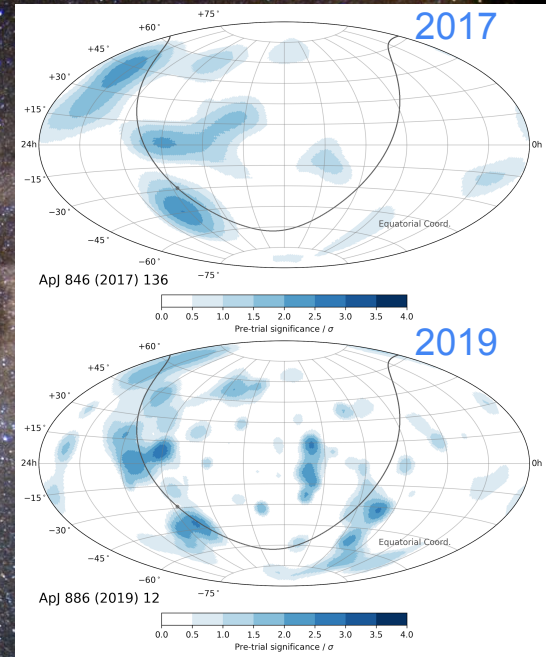 2017
+75°
+60°
+45°
+30°
+15°
24h
0h
−15°
−30°
Equatorial Coord.
−45°
−60°
−75°
ApJ 846 (2017) 136
0.0 0.5 1.0 1.5 2.0 2.5 3.0 3.5 4.0
Pre-trial significance / σ
2019
+60°
+45°
+30°
+15°
24h
0h
−15°
−30°
Equatorial Coord.
−45°
−60°
−75°
ApJ 886 (2019) 12
0.0 0.5 1.0 1.5 2.0 2.5 3.0 3.5 4.0
Pre-trial significance / σ